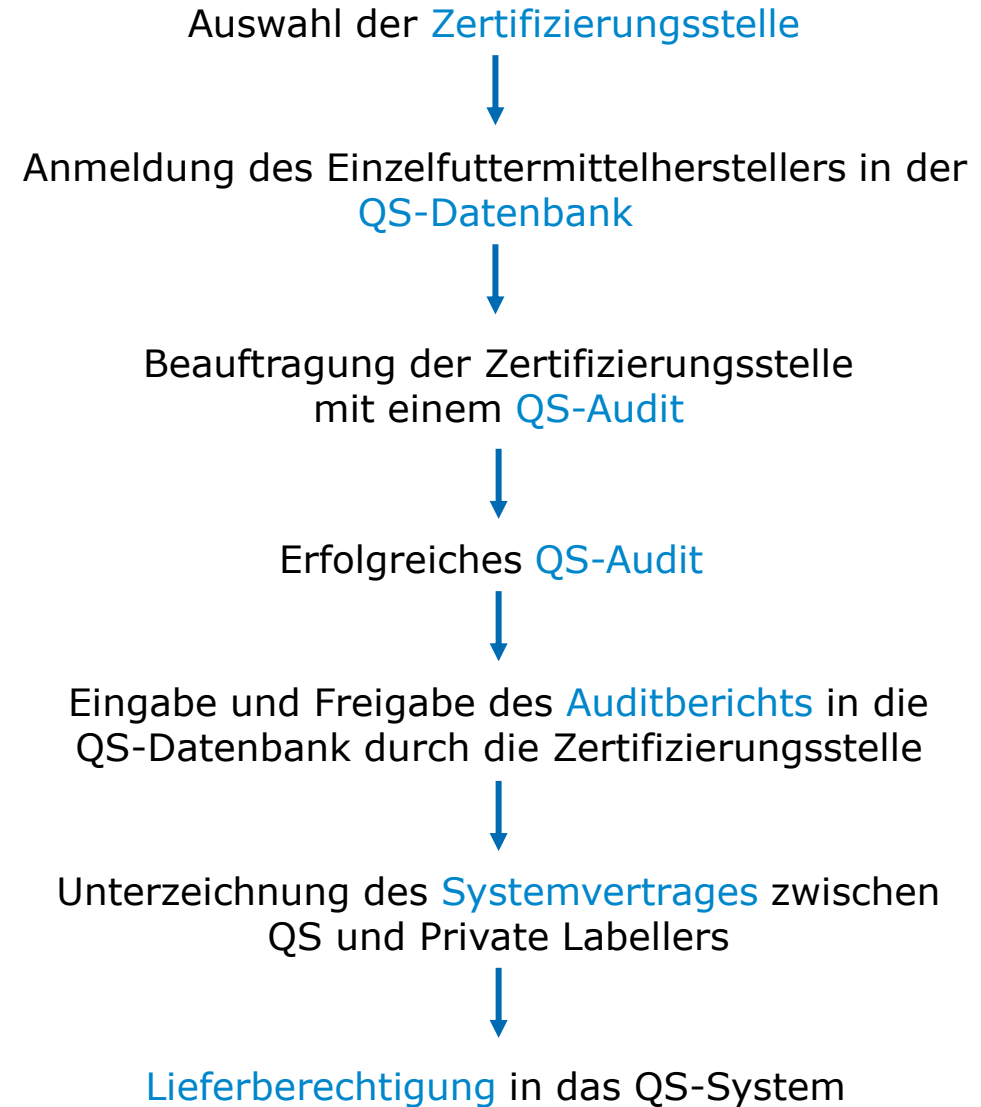 Auswahl der Zertifizierungsstelle
Anmeldung des Einzelfuttermittelherstellers in der
QS-Datenbank
Beauftragung der Zertifizierungsstelle
mit einem QS-Audit
Erfolgreiches QS-Audit
Eingabe und Freigabe des Auditberichts in die
QS-Datenbank durch die Zertifizierungsstelle
Unterzeichnung des Systemvertrages zwischen
QS und Private Labellers
Lieferberechtigung in das QS-System